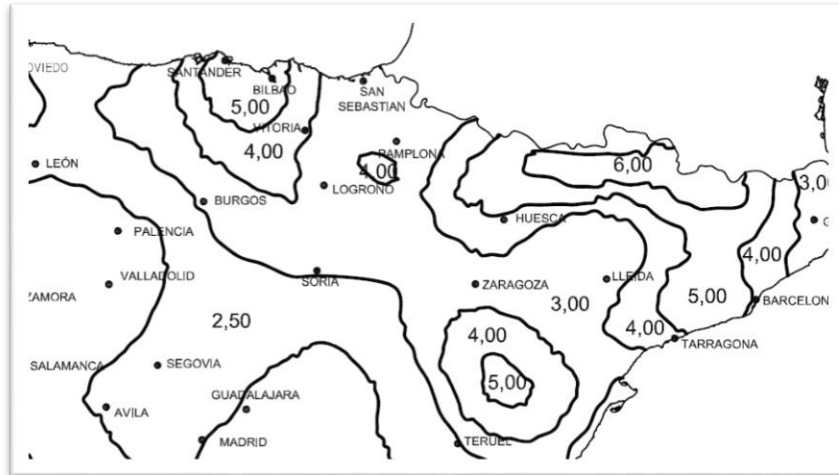 OVIEDO
SANTANDER
BILBAO
SAN
SEBASTIAN
5,00
VITORIA
4,00
PAMPLONA
LEÓN
4,00
6,00
3,00
LOGROÑO
BURGOS
HUESCA
PALENCIA
4,00
VALLADOLID
SORIA
ZARAGOZA
LLEIDA
ZAMORA
3,00
5,00
BARCELON
2,50
4,00
4,00
TARRAGONA
SALAMANCA
SEGOVIA
5,00
GUADALAJARA
AVILA
MADRID
TERUEL